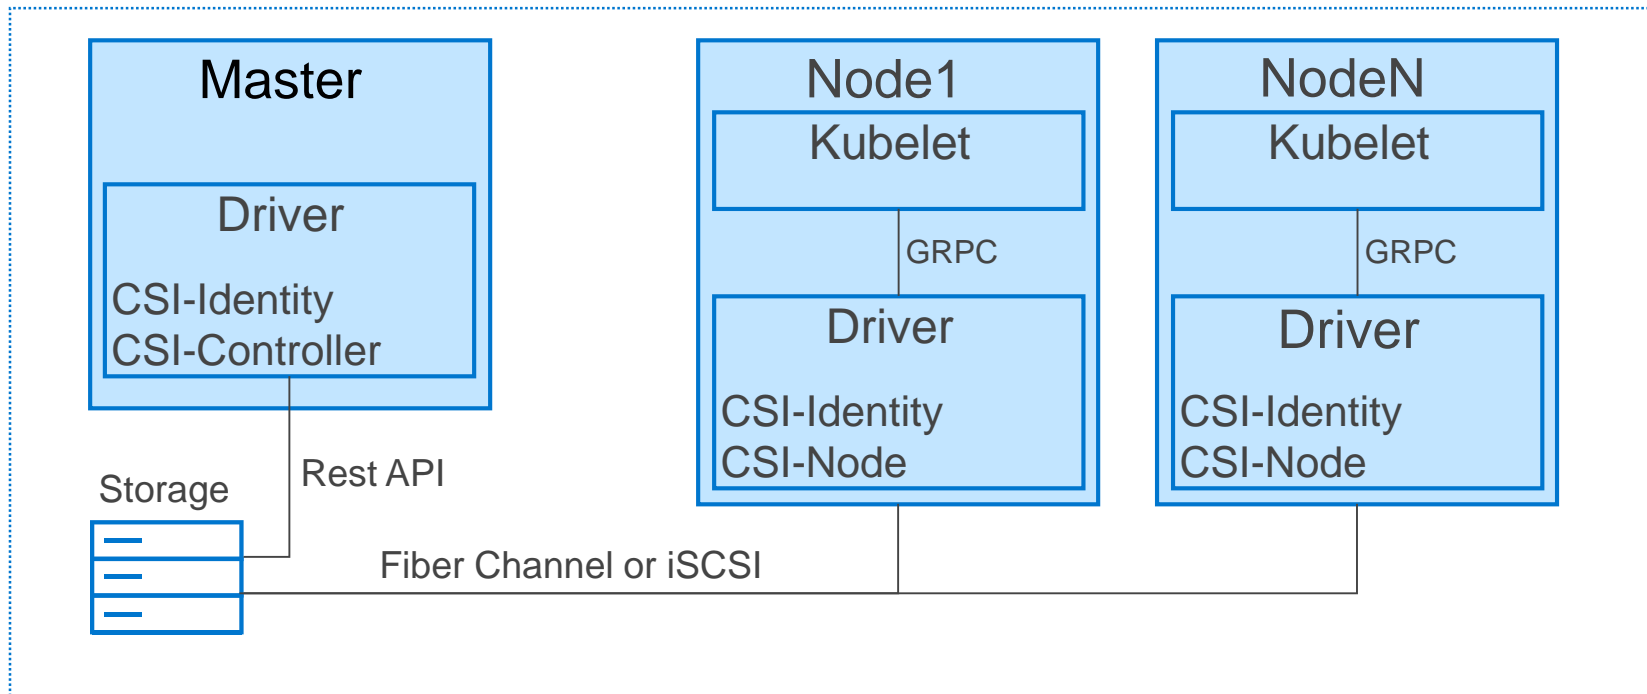 Master
Driver
CSI-Identity
CSI-Controller
Node1
Kubelet
GRPC
Driver
CSI-Identity
CSI-Node
NodeN
Kubelet
GRPC
Driver
CSI-Identity
CSI-Node
Rest API
Storage
Fiber Channel or iSCSI